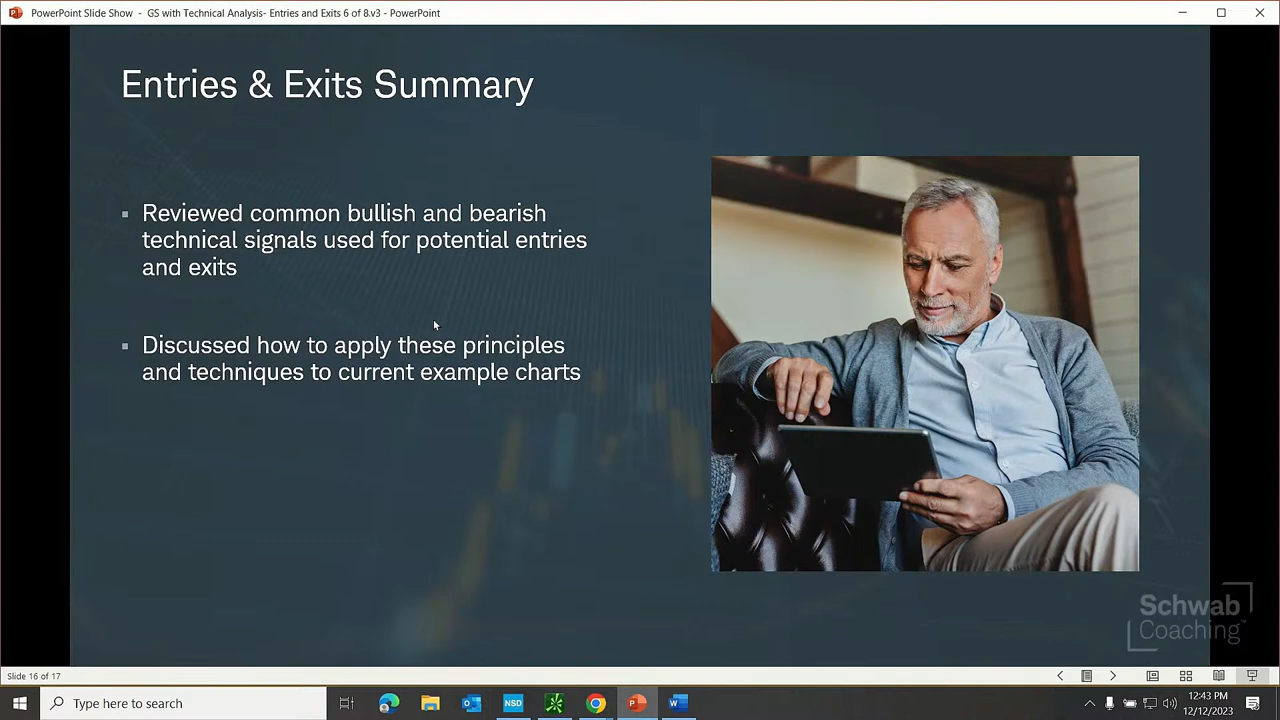 PowerPoint Slide Show - GS with Technical Analysis- Entries and Exits 6 of 8.v3 - PowerPoint
Entries & Exits Summary
Reviewed common bullish and bearish
technical signals used for potential entries
and exits
Discussed how to apply these principles
and techniques to current example charts
Schwab
Coaching™
Slide 16 of 17
Type here to search
NSD
12:43 PM
12/12/2023